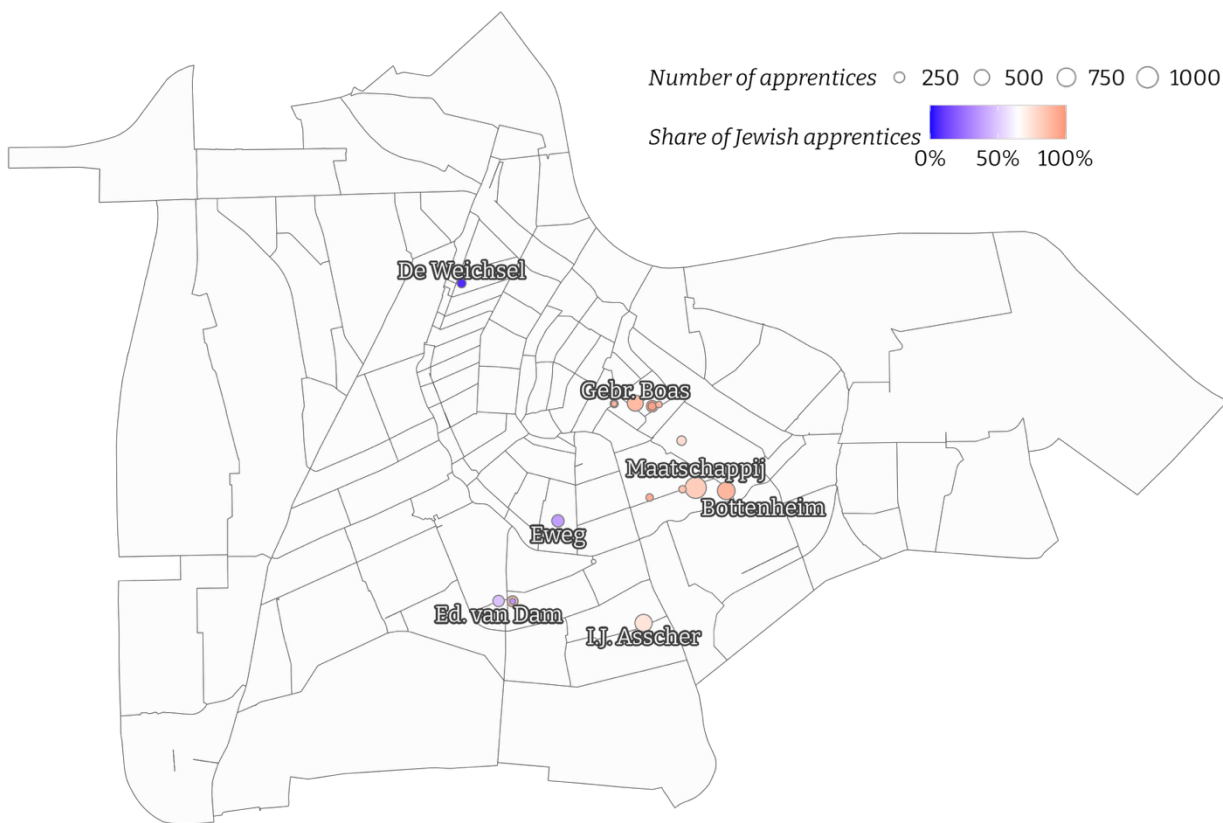 Number of apprentices 250 500 750 1000
Share of Jewish apprentices
0% 50% 100%
De Weichsel
Gebr. Boas
Maatschappij
Bottenheim
Eweg
Ed. van Dam
I.J. Asscher